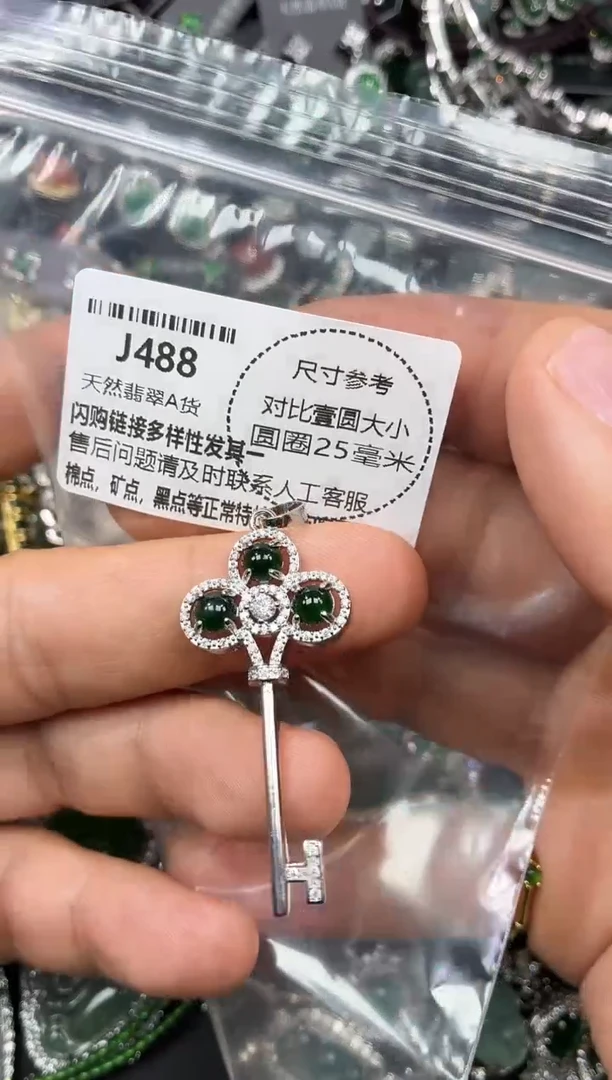 J488
天然翡翠A货
闪购链接多样性发其一
售后问题请及时联系人工客服
棉点，矿点，黑点等正常特
尺寸参考
对比壹圆大小
圆圈25毫米